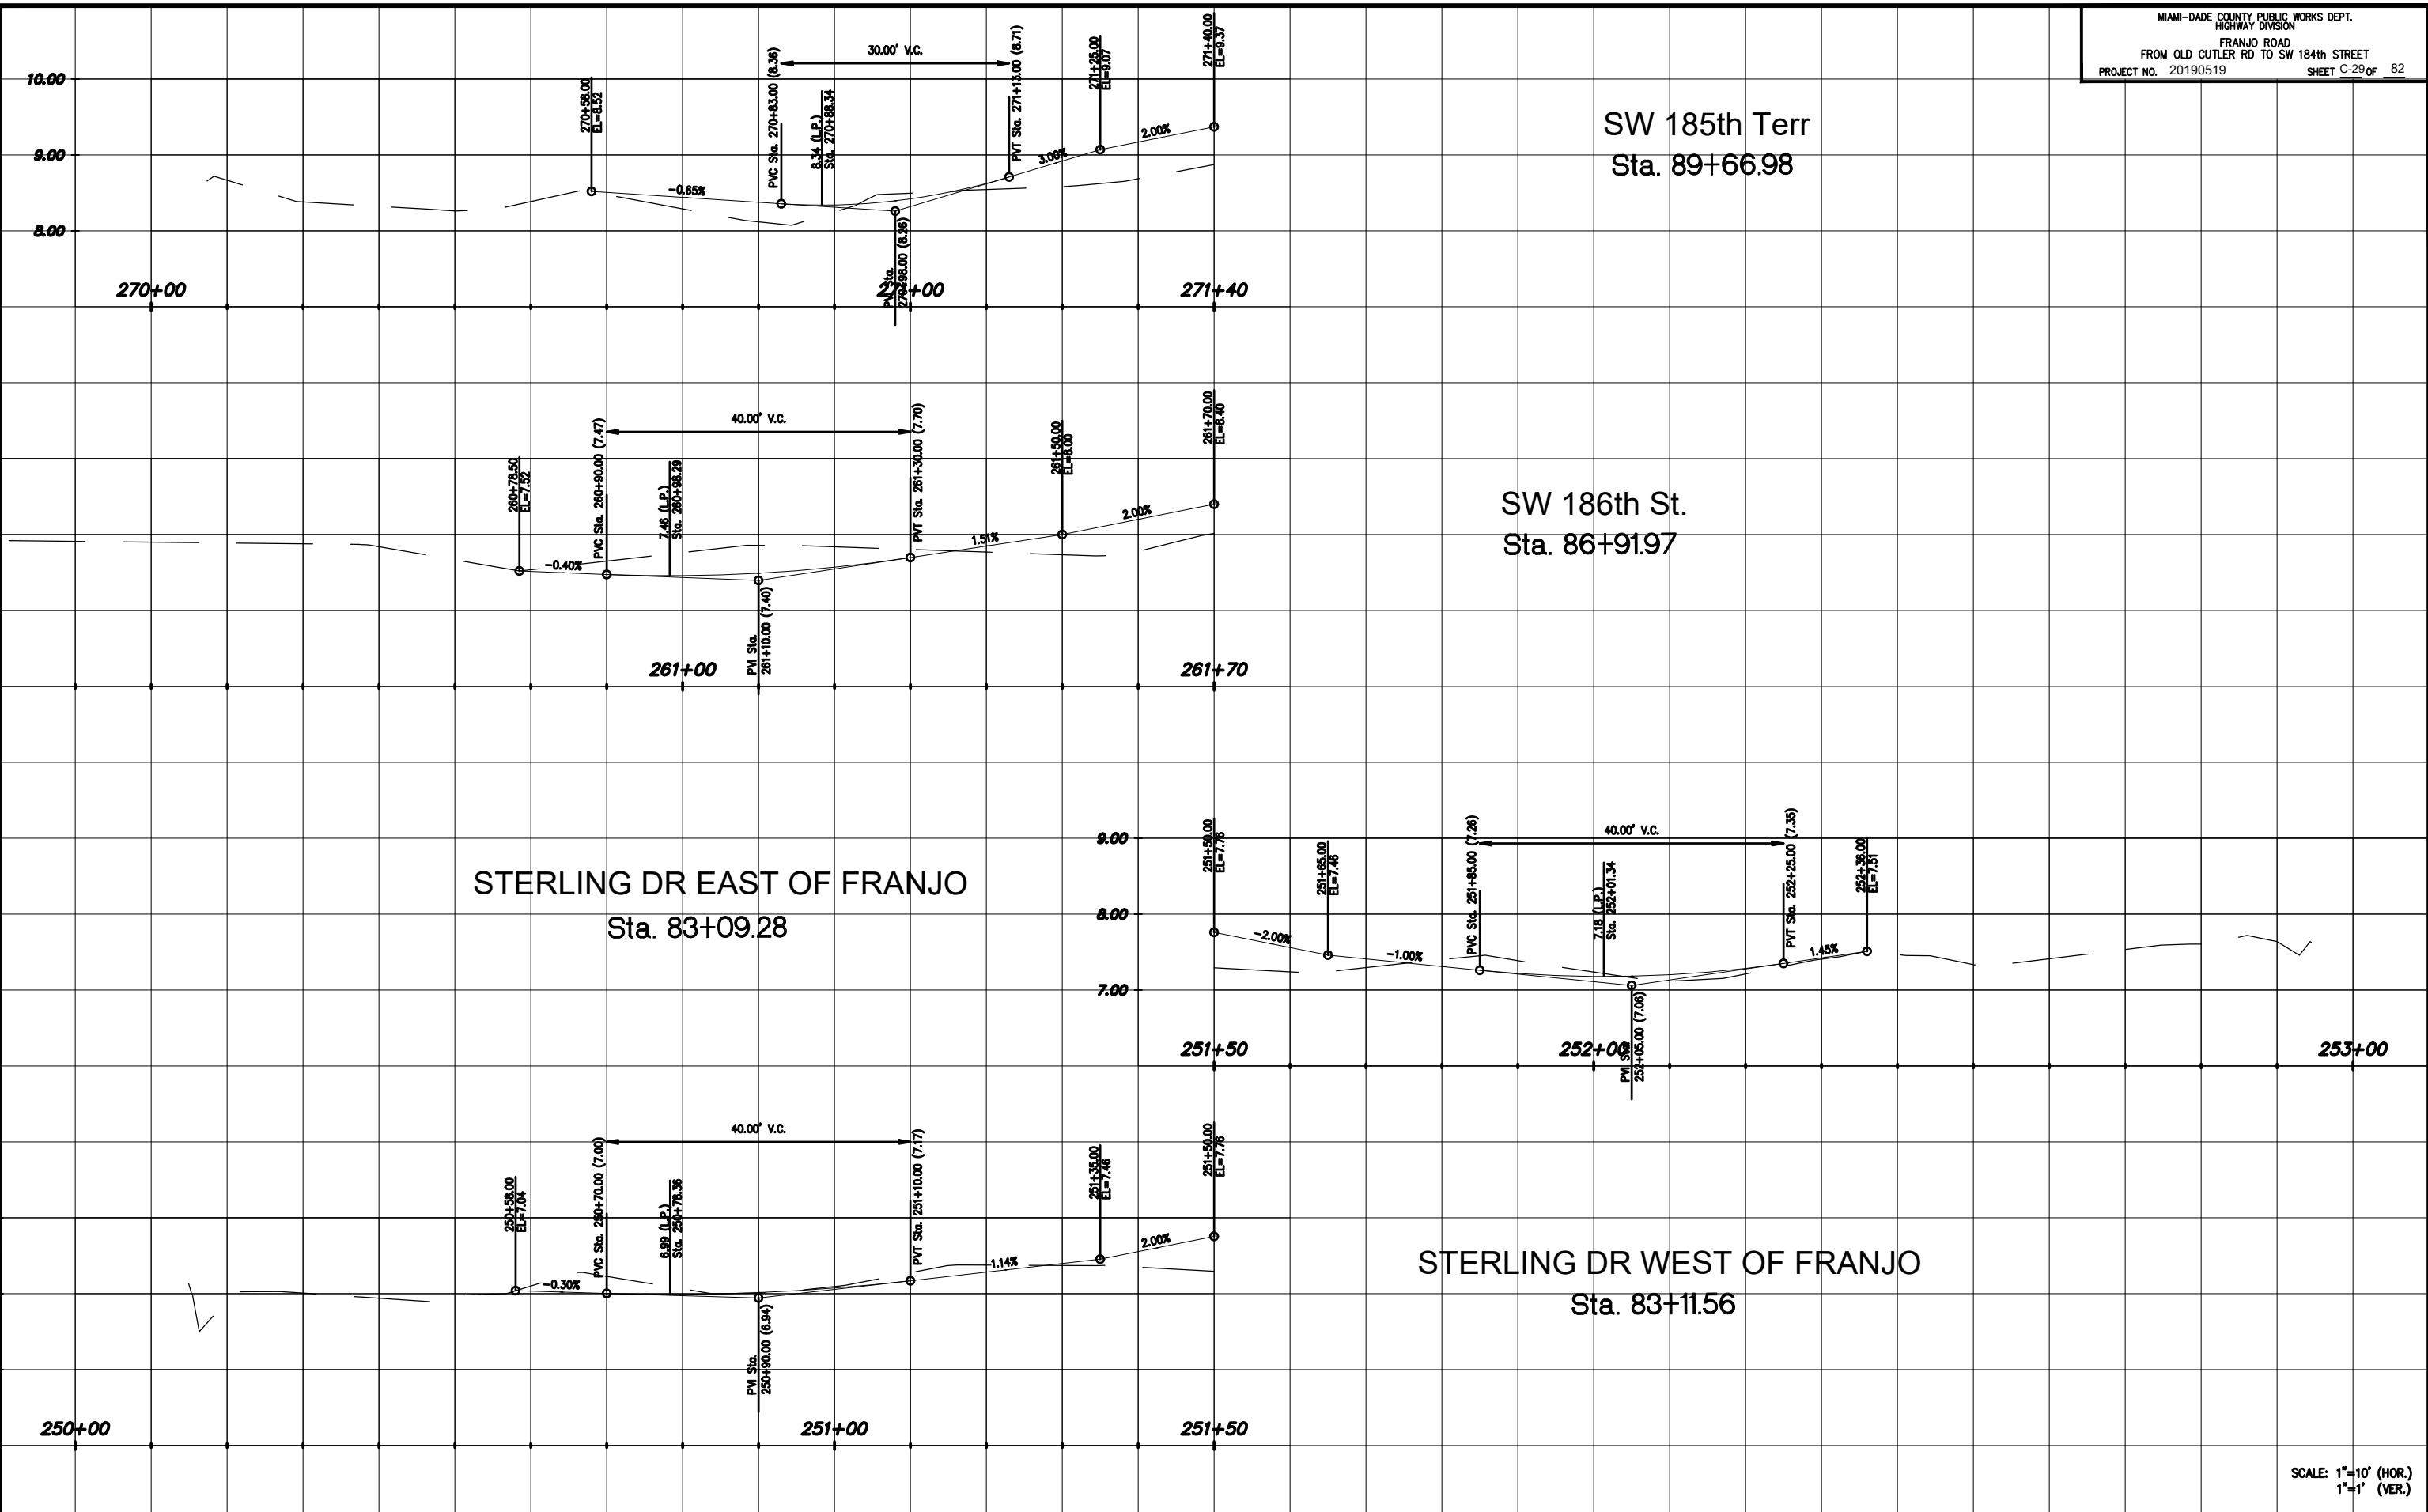 MIAMI-DADE COUNTY PUBLIC WORKS DEPT.
HIGHWAY DIVISION
FRANJO ROAD
FROM OLD CUTLER RD TO SW 184th STREET
PROJECT NO. 20190519 SHEET C-29 OF 82
10.00
9.00
8.00
270+58.00
EL=8.52
-0.65%
PVC Sta. 270+83.00 (8.36)
8.34 (L.P.)
Sta. 270+88.34
30.00' V.C.
PVI Sta.
270+98.00 (8.26)
PVT Sta. 271+13.00 (8.71)
3.00%
271+25.00
EL=9.07
2.00%
271+40.00
EL=9.37
270+00
271+00
271+40
SW 185th Terr
Sta. 89+66.98
260+78.50
EL=7.52
-0.40%
PVC Sta. 260+90.00 (7.47)
7.46 (L.P.)
Sta. 260+98.29
40.00' V.C.
PVI Sta.
261+10.00 (7.40)
PVT Sta. 261+30.00 (7.70)
1.51%
261+50.00
EL=8.00
2.00%
261+70.00
EL=8.40
261+00
261+70
SW 186th St.
Sta. 86+91.97
STERLING DR EAST OF FRANJO
Sta. 83+09.28
9.00
8.00
7.00
251+50.00
EL=7.76
-2.00%
251+65.00
EL=7.46
-1.00%
PVC Sta. 251+85.00 (7.26)
40.00' V.C.
7.18 (L.P.)
Sta. 252+01.34
PVI Sta.
252+05.00 (7.06)
PVT Sta. 252+25.00 (7.35)
1.45%
252+36.00
EL=7.51
251+50
252+00
253+00
250+58.00
EL=7.04
-0.30%
PVC Sta. 250+70.00 (7.00)
6.99 (L.P.)
Sta. 250+78.36
40.00' V.C.
PVI Sta.
250+90.00 (6.94)
PVT Sta. 251+10.00 (7.17)
1.14%
251+35.00
EL=7.46
2.00%
251+50.00
EL=7.76
250+00
251+00
251+50
STERLING DR WEST OF FRANJO
Sta. 83+11.56
SCALE: 1"=10' (HOR.)
1"=1' (VER.)